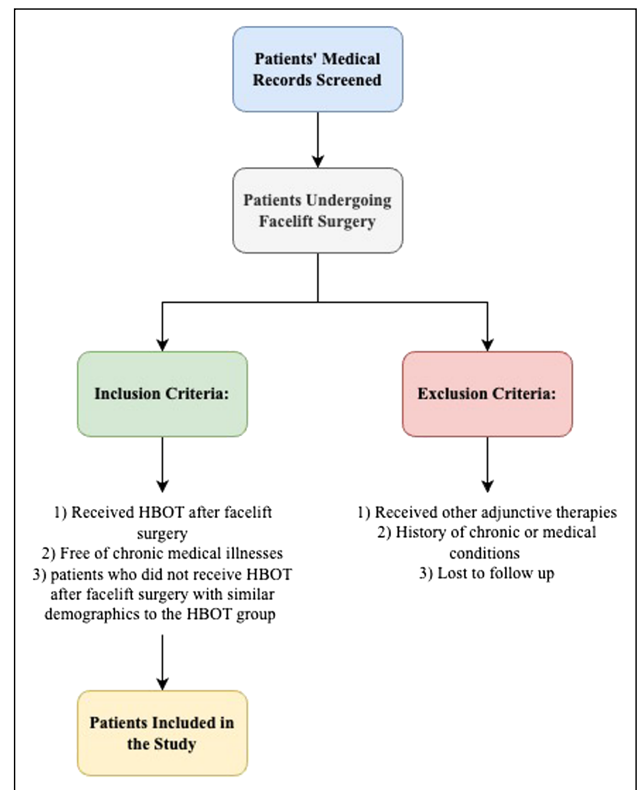 Patients' Medical
Records Screened
Patients Undergoing
Facelift Surgery
Inclusion Criteria:
Exclusion Criteria:
1) Received HBOT after facelift
surgery
2) Free of chronic medical illnesses
3) patients who did not receive HBOT
after facelift surgery with similar
demographics to the HBOT group
1) Received other adjunctive therapies
2) History of chronic or medical
conditions
3) Lost to follow up
Patients Included in
the Study